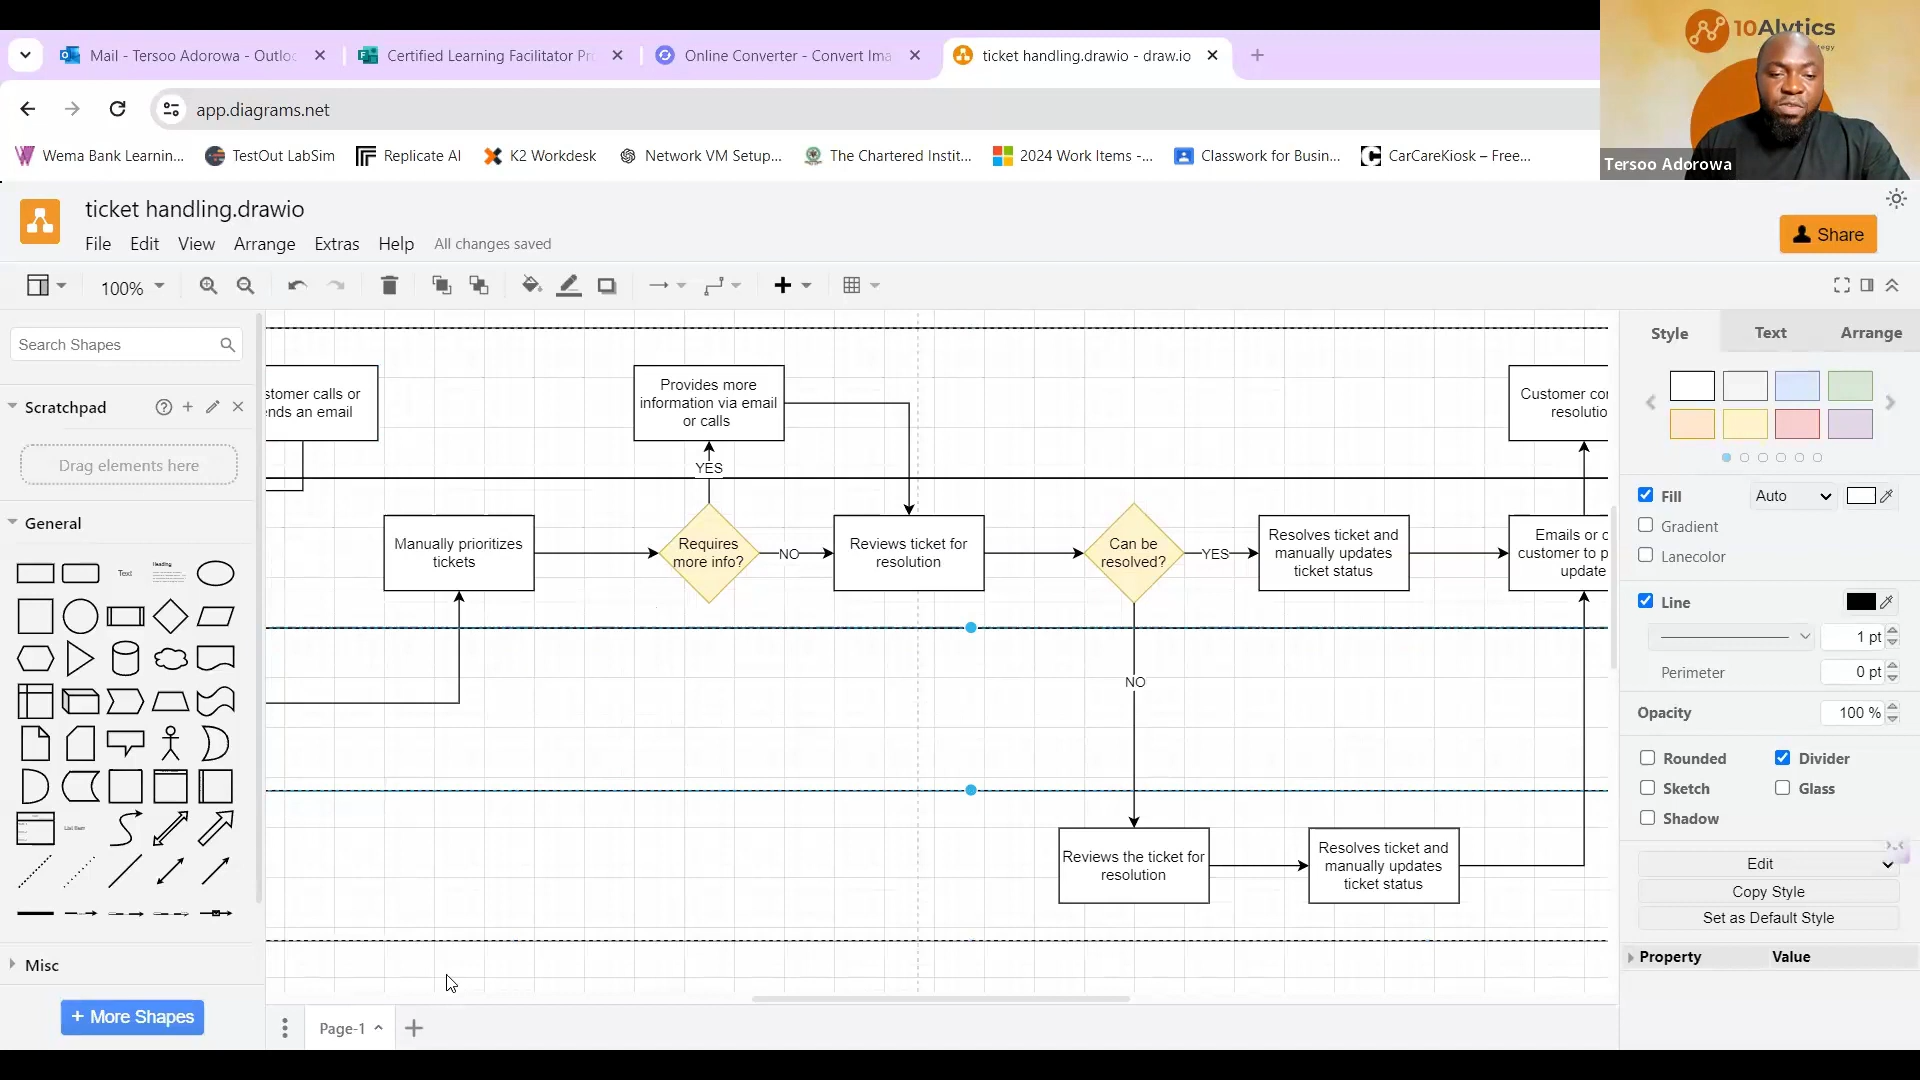 10Alytics
Mail - Tersoo Adorowa - Outlo
Certified Learning Facilitator Pr
Online Converter - Convert Ima
ticket handling.drawio - draw.io
app.diagrams.net
Wema Bank Learnin...
TestOut LabSim
Replicate AI
K2 Workdesk
Network VM Setup...
The Chartered Instit...
2024 Work Items -...
Classwork for Busin...
CarCareKiosk – Free...
Tersoo Adorowa
ticket handling.drawio
File Edit View Arrange Extras Help All changes saved
Share
100%
Search Shapes
Scratchpad
Drag elements here
General
Text
Heading
List Item
Misc
+ More Shapes
stomer calls or
ends an email
Provides more
information via email
or calls
YES
Customer con
resolutio
Manually prioritizes
tickets
Requires
more info?
NO
Reviews ticket for
resolution
Can be
resolved?
YES
Resolves ticket and
manually updates
ticket status
Emails or c
customer to p
update
NO
Reviews the ticket for
resolution
Resolves ticket and
manually updates
ticket status
Page-1
Style Text Arrange
Fill
Auto
Gradient
Lanecolor
Line
1 pt
Perimeter
0 pt
Opacity
100 %
Rounded
Divider
Sketch
Glass
Shadow
Edit
Copy Style
Set as Default Style
Property Value